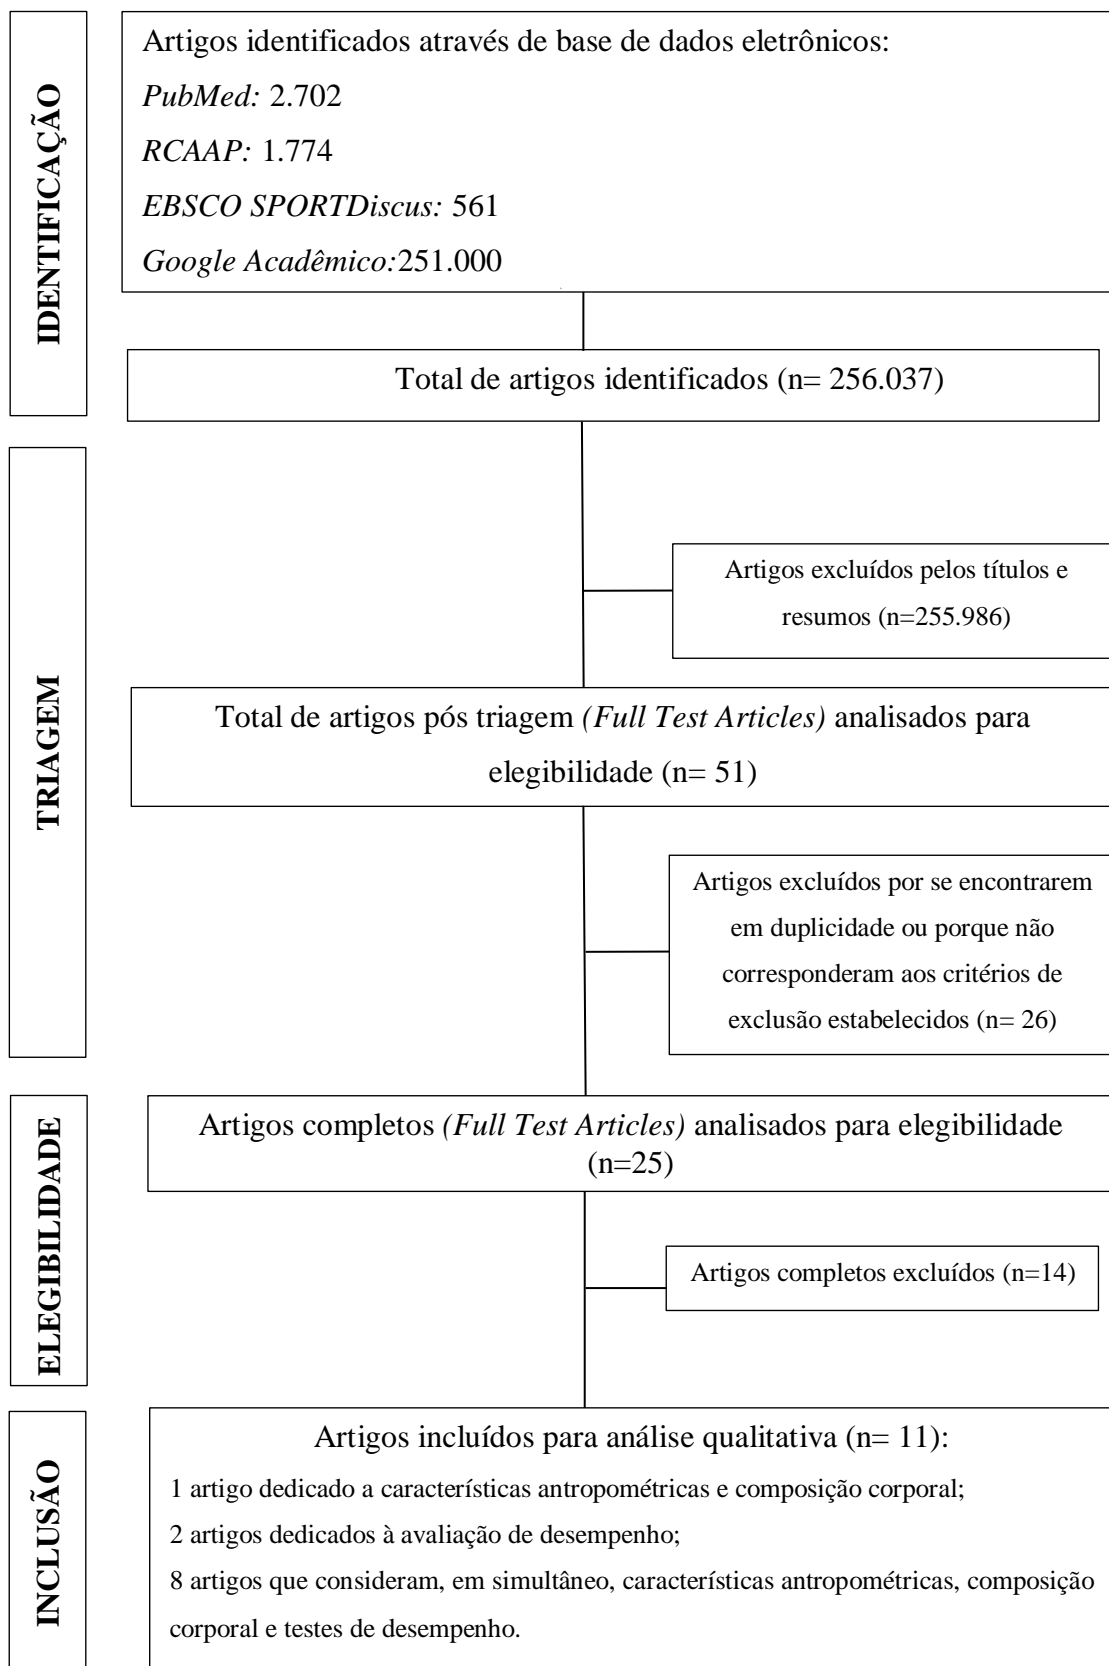 IDENTIFICAÇÃO
Artigos identificados através de base de dados eletrônicos:
PubMed: 2.702
RCAAP: 1.774
EBSCO SPORTDiscus: 561
Google Acadêmico:251.000
Total de artigos identificados (n= 256.037)
TRIAGEM
Artigos excluídos pelos títulos e
resumos (n=255.986)
Total de artigos pós triagem (Full Test Articles) analisados para
elegibilidade (n= 51)
Artigos excluídos por se encontrarem
em duplicidade ou porque não
corresponderam aos critérios de
exclusão estabelecidos (n= 26)
ELEGIBILIDADE
Artigos completos (Full Test Articles) analisados para elegibilidade
(n=25)
Artigos completos excluídos (n=14)
INCLUSÃO
Artigos incluídos para análise qualitativa (n= 11):
1 artigo dedicado a características antropométricas e composição corporal;
2 artigos dedicados à avaliação de desempenho;
8 artigos que consideram, em simultâneo, características antropométricas, composição
corporal e testes de desempenho.